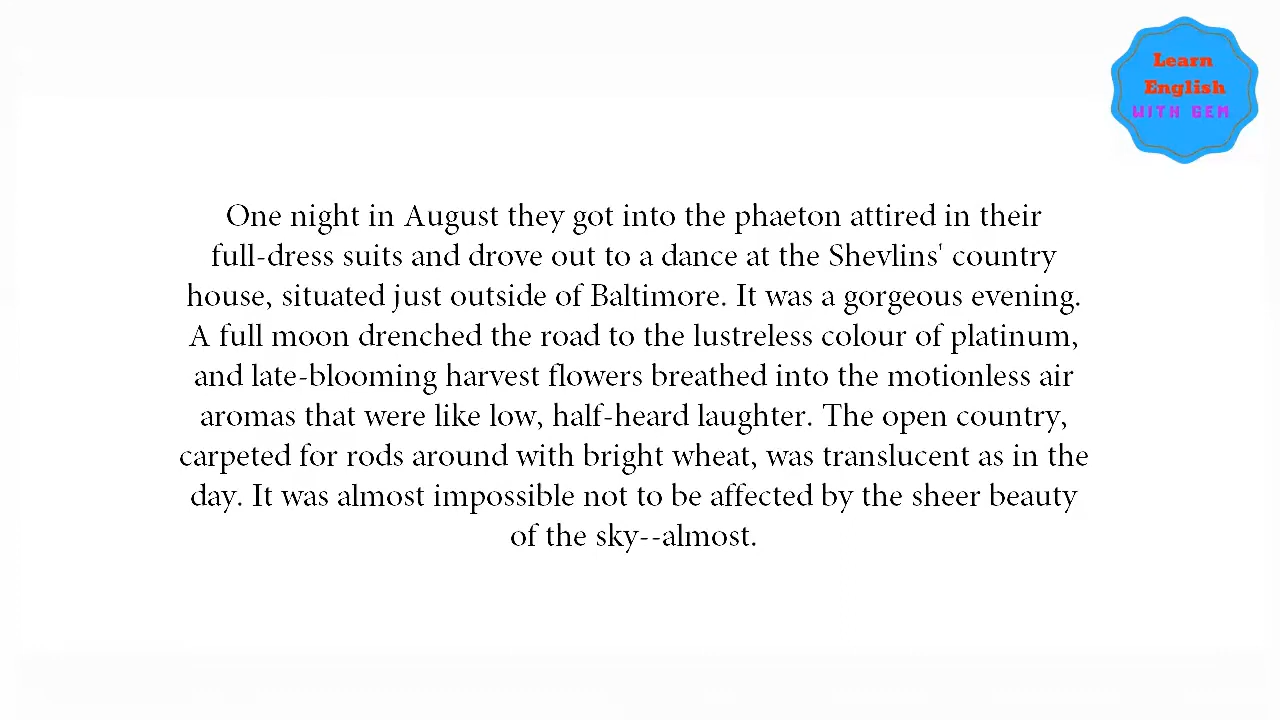 Learn
English
WITH GEM
One night in August they got into the phaeton attired in their
full-dress suits and drove out to a dance at the Shevlins' country
house, situated just outside of Baltimore. It was a gorgeous evening.
A full moon drenched the road to the lustreless colour of platinum,
and late-blooming harvest flowers breathed into the motionless air
aromas that were like low, half-heard laughter. The open country,
carpeted for rods around with bright wheat, was translucent as in the
day. It was almost impossible not to be affected by the sheer beauty
of the sky--almost.